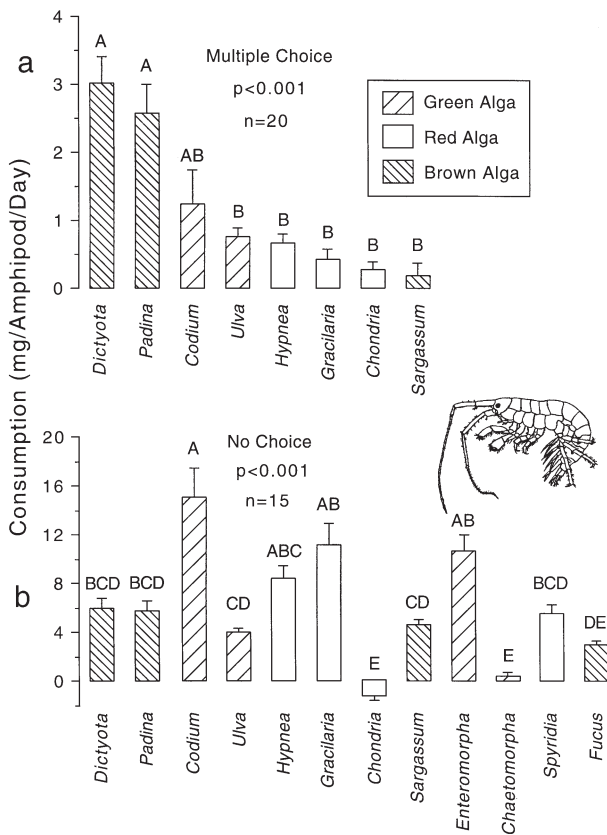 Consumption (mg/Amphipod/Day)
a
4
3
2
1
0
Multiple Choice
p<0.001
n=20
Green Alga
Red Alga
Brown Alga
A
A
AB
B
B
B
B
B
Dictyota
Padina
Codium
Ulva
Hypnea
Gracilaria
Chondria
Sargassum
b
20
16
12
8
4
0
No Choice
p<0.001
n=15
BCD
BCD
A
CD
ABC
AB
E
CD
AB
E
BCD
DE
Dictyota
Padina
Codium
Ulva
Hypnea
Gracilaria
Chondria
Sargassum
Enteromorpha
Chaetomorpha
Spyridia
Fucus